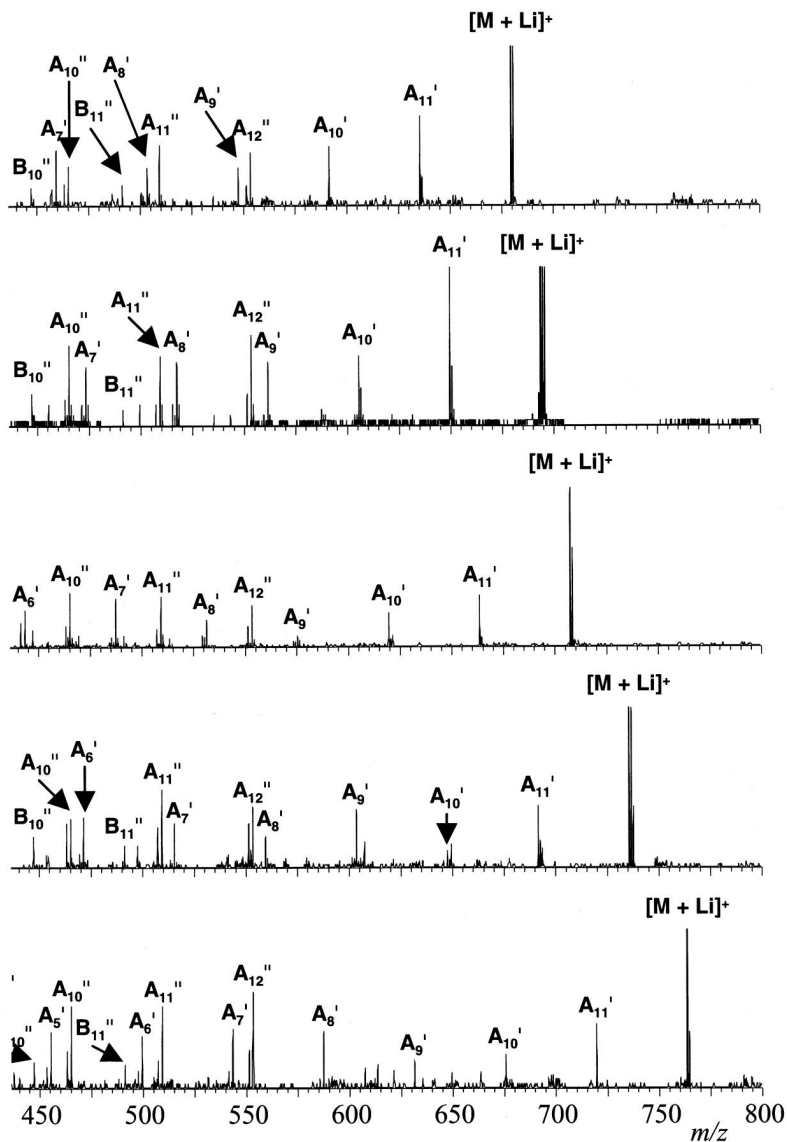 [M + Li]+
A10'' A8' A9' A11'
B11''
A7' A11'' A12'' A10'
B10''
A11' [M + Li]+
A11'' A12''
A10'' A8' A9' A10'
A7'
B10'' B11''
[M + Li]+
A6' A10'' A7' A11'' A12'' A11'
A8' A9' A10'
[M + Li]+
A6'
A10'' A11'' A11'
A12'' A9' A10'
B10'' B11'' A7' A8'
[M + Li]+
'
A10'' A11'' A12''
A5' B11'' A6' A7' A8' A11'
10'' A9' A10'
450 500 550 600 650 700 750 800
m/z